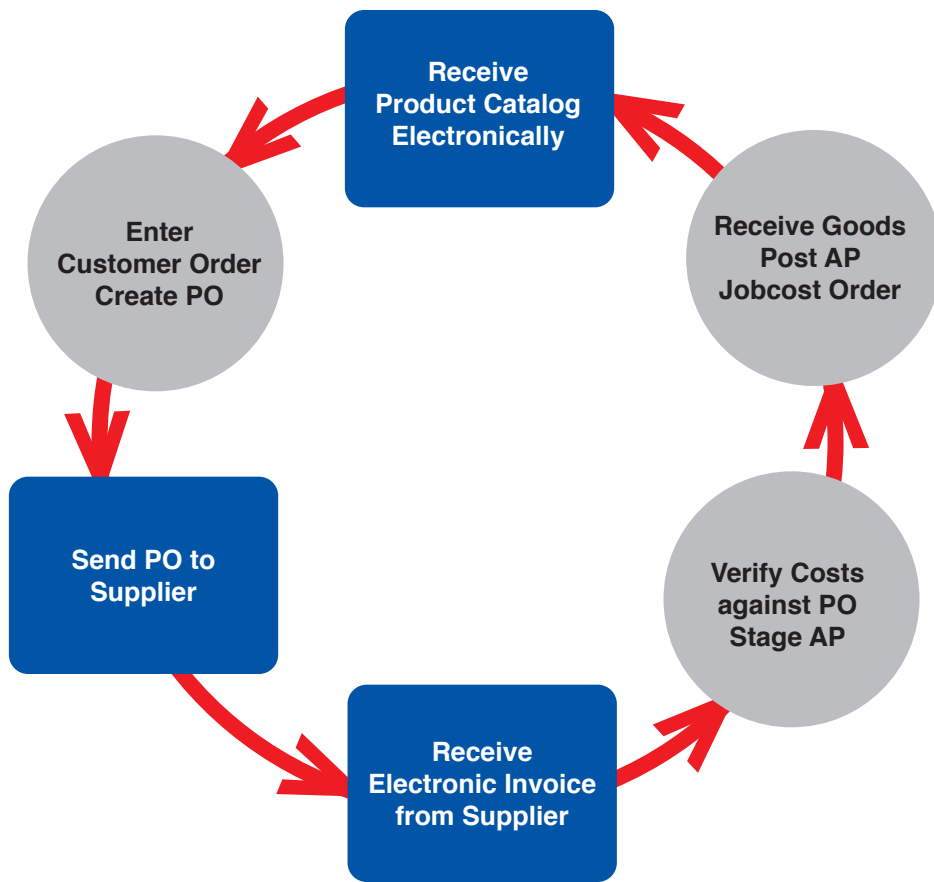 Receive
Product Catalog
Electronically
Enter
Customer Order
Create PO
Receive Goods
Post AP
Jobcost Order
Send PO to
Supplier
Verify Costs
against PO
Stage AP
Receive
Electronic Invoice
from Supplier